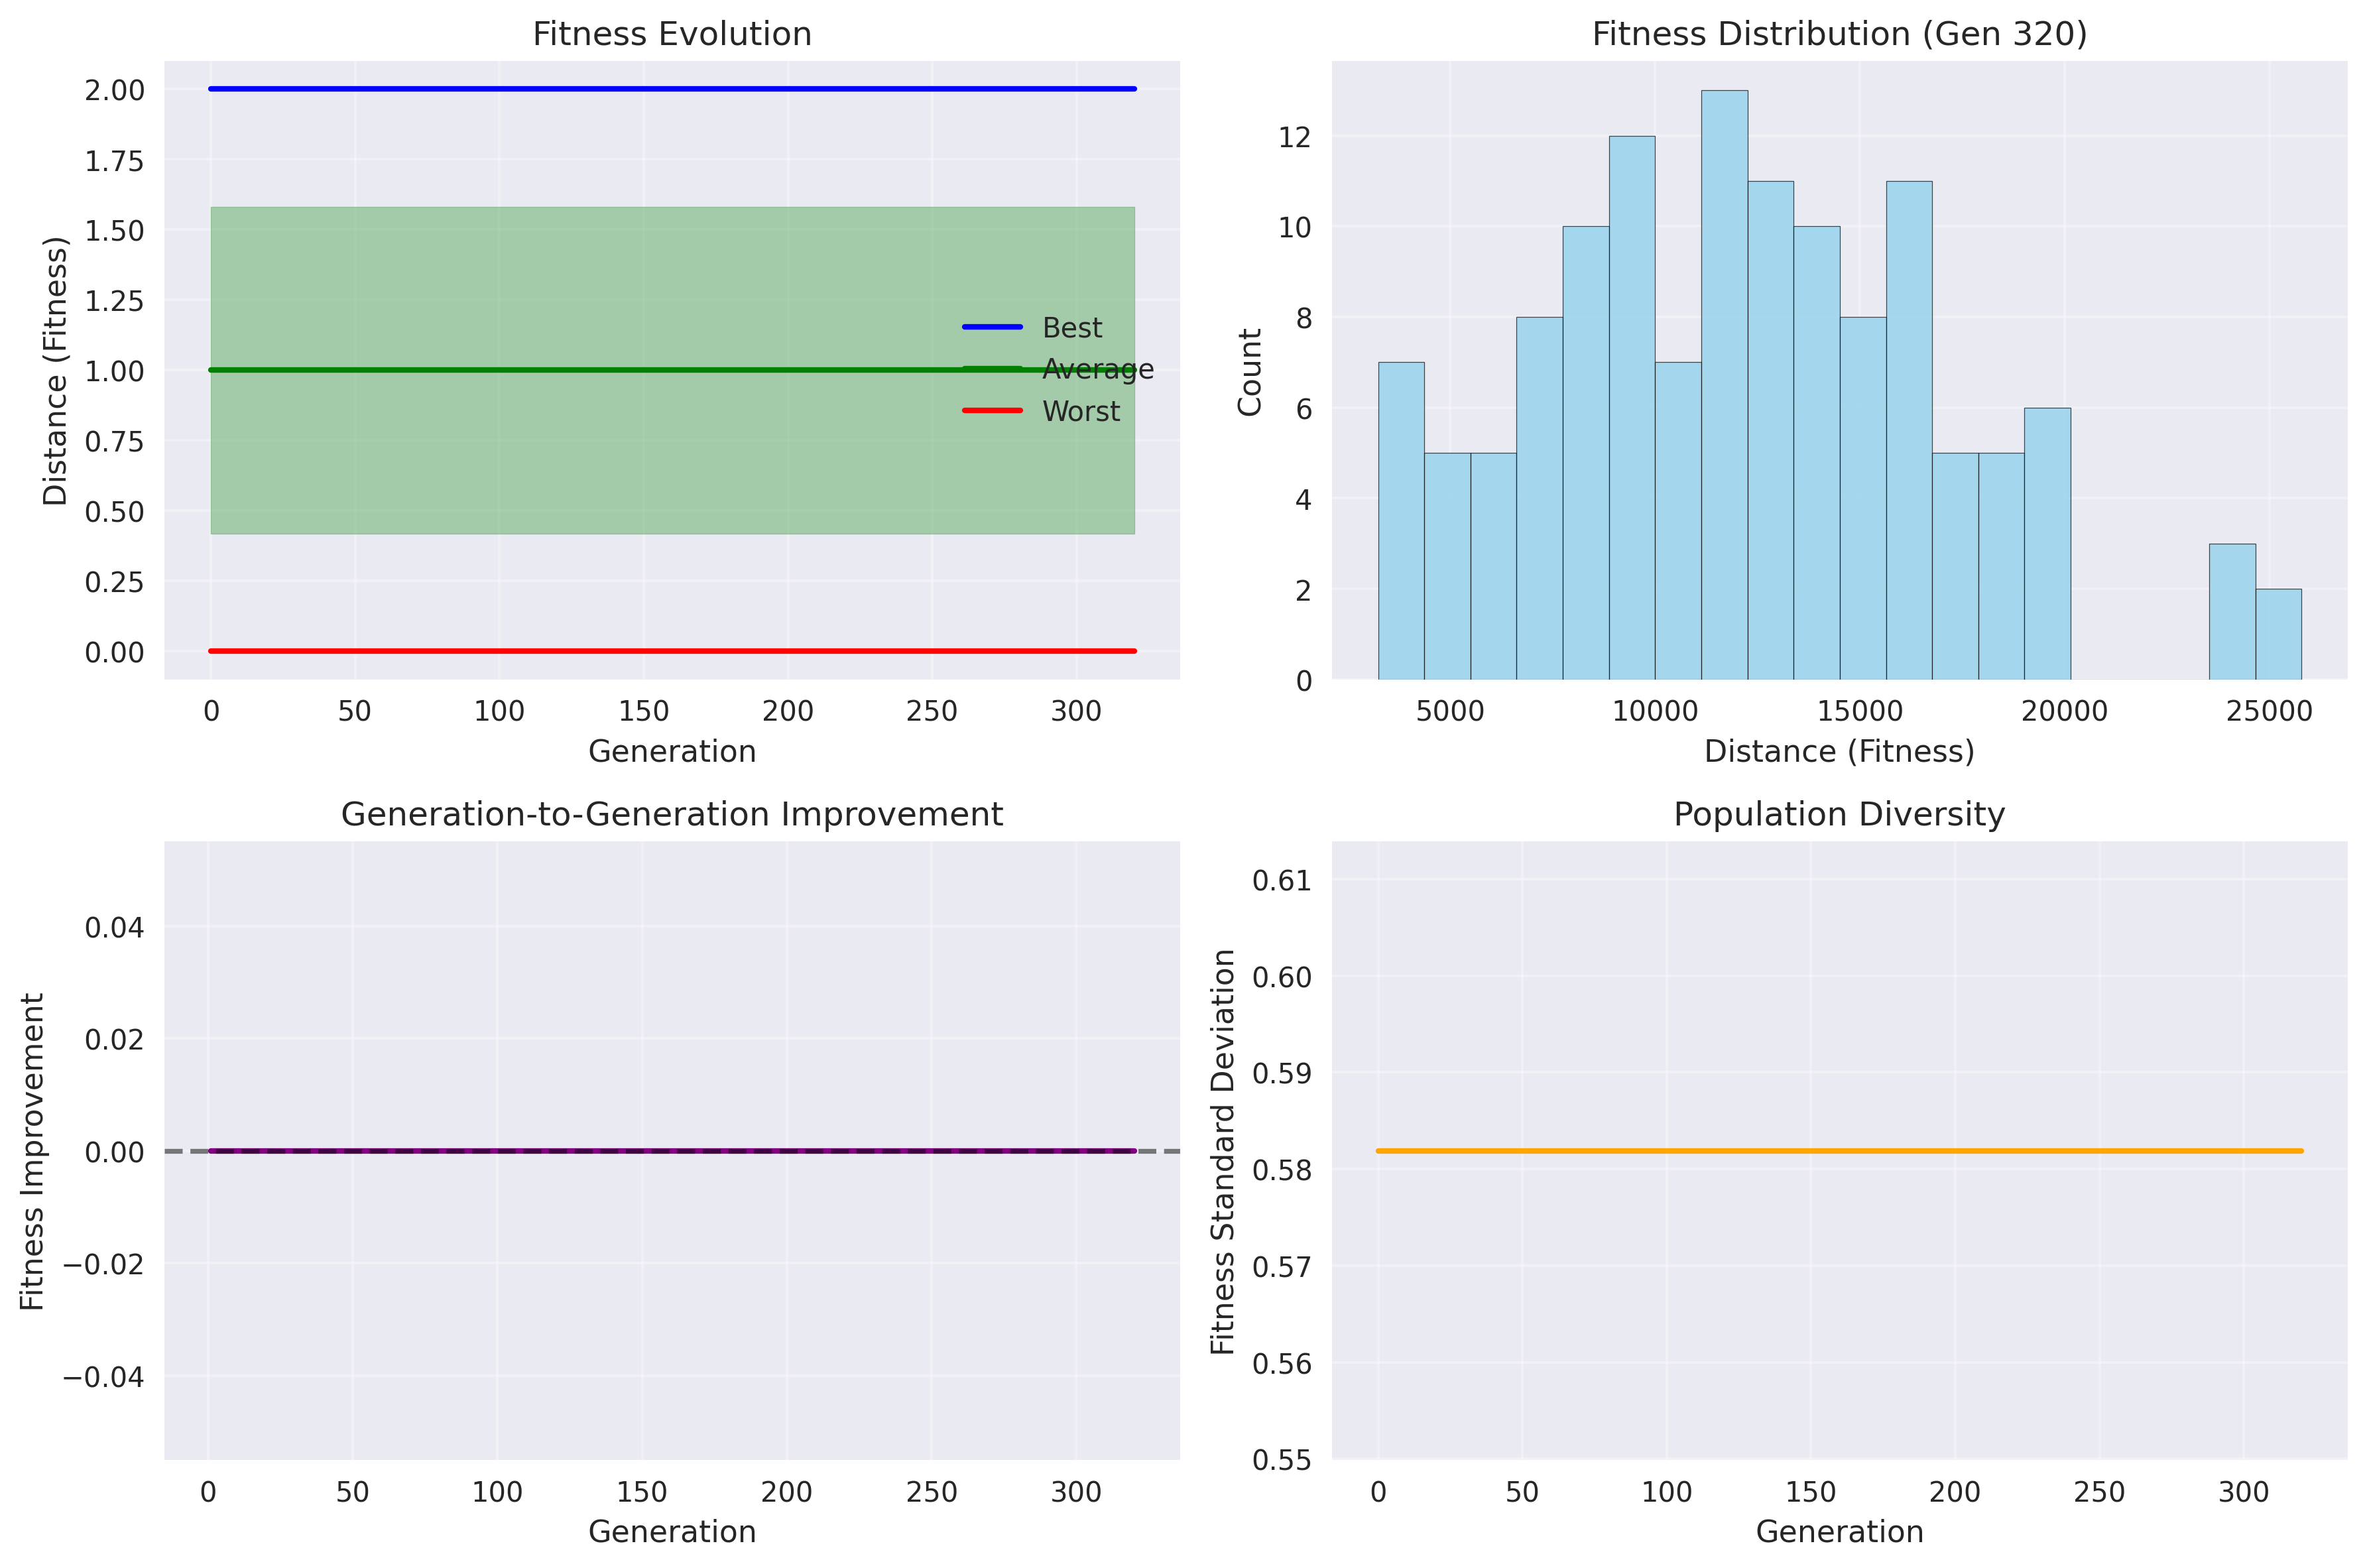 Fitness Evolution
Distance (Fitness)
2.00
1.75
1.50
1.25
1.00
0.75
0.50
0.25
0.00
Best
Average
Worst
0 50 100 150 200 250 300
Generation
Fitness Distribution (Gen 320)
Count
12
10
8
6
4
2
0
5000 10000 15000 20000 25000
Distance (Fitness)
Generation-to-Generation Improvement
Fitness Improvement
0.04
0.02
0.00
−0.02
−0.04
0 50 100 150 200 250 300
Generation
Population Diversity
Fitness Standard Deviation
0.61
0.60
0.59
0.58
0.57
0.56
0.55
0 50 100 150 200 250 300
Generation